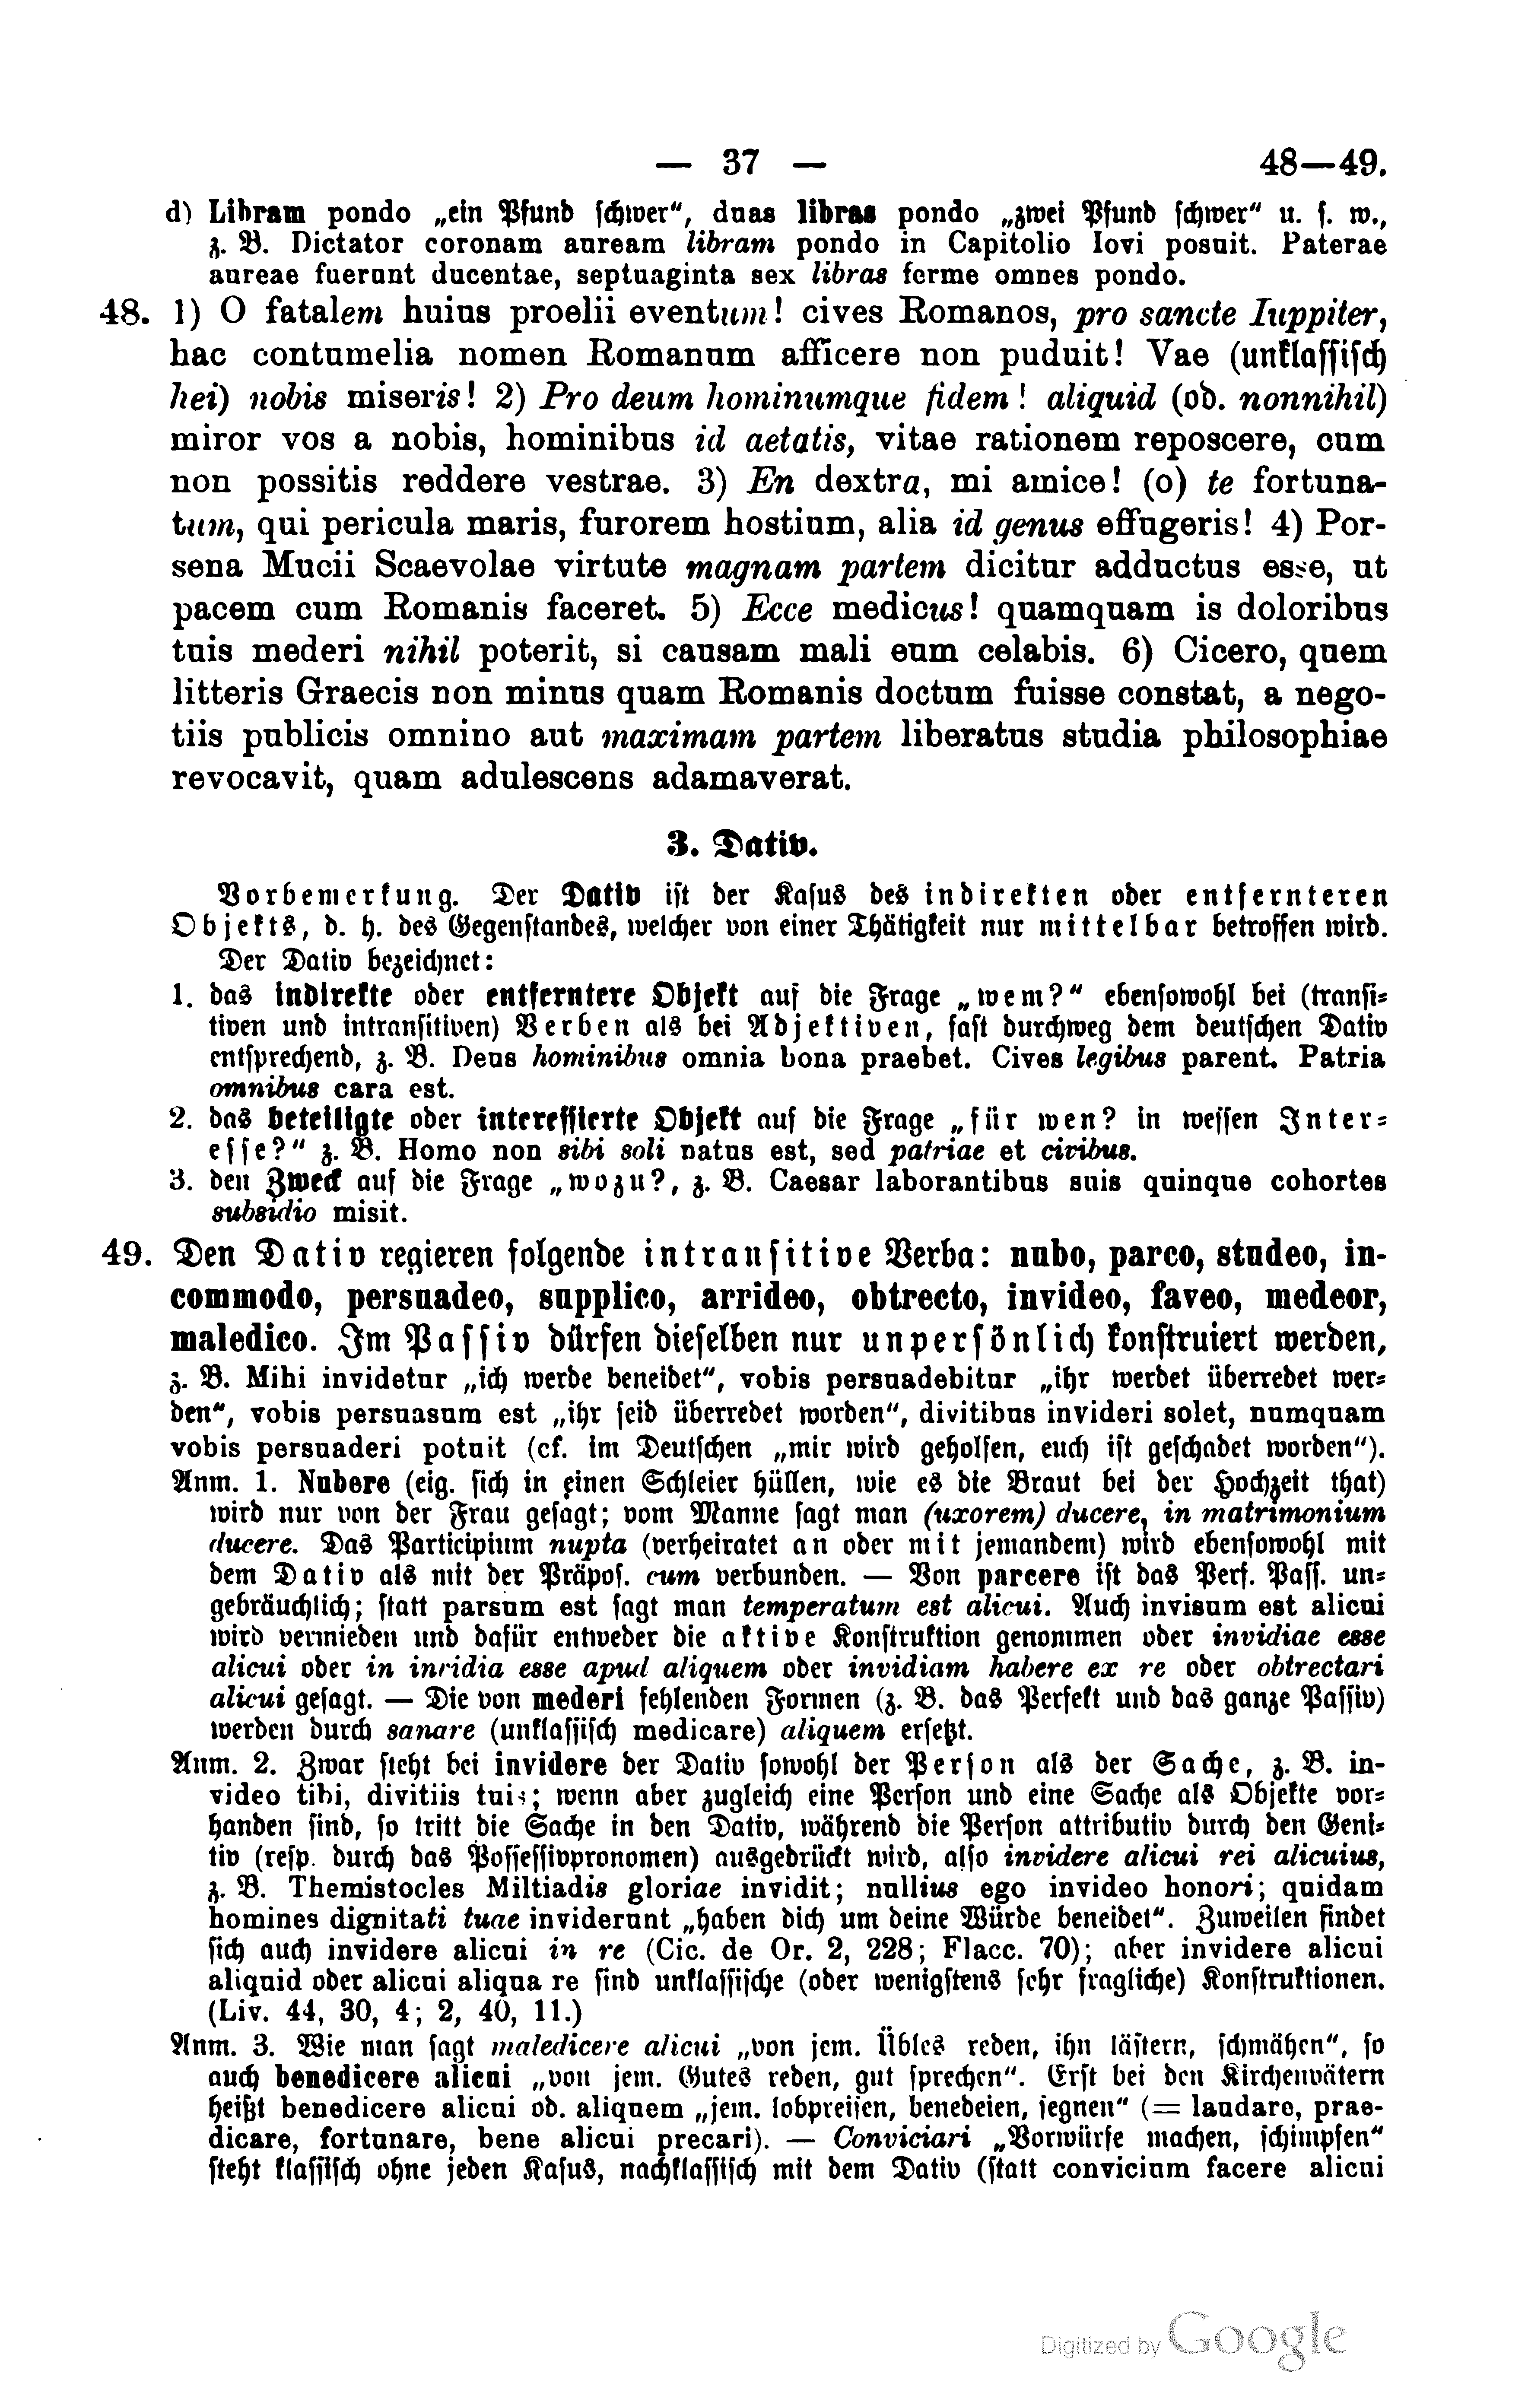 — 37 — 48—49.
d) Libram pondo „ein Pfund schwer“, duas libras pondo „zwei Pfund schwer“ u. s. w.,
z. B. Dictator coronam auream libram pondo in Capitolio Iovi posuit. Paterae
aureae fuerunt ducentae, septuaginta sex libras ferme omnes pondo.
48. 1) O fatalem huius proelii eventum! cives Romanos, pro sancte Iuppiter,
hac contumelia nomen Romanum afficere non puduit! Vae (unklassisch
hei) nobis miseris! 2) Pro deum hominumque fidem! aliquid (od. nonnihil)
miror vos a nobis, hominibus id aetatis, vitae rationem reposcere, cum
non possitis reddere vestrae. 3) En dextra, mi amice! (o) te fortuna-
tum, qui pericula maris, furorem hostium, alia id genus effugeris! 4) Por-
sena Mucii Scaevolae virtute magnam partem dicitur adductus esse, ut
pacem cum Romanis faceret. 5) Ecce medicus! quamquam is doloribus
tuis mederi nihil poterit, si causam mali eum celabis. 6) Cicero, quem
litteris Graecis non minus quam Romanis doctum fuisse constat, a nego-
tiis publicis omnino aut maximam partem liberatus studia philosophiae
revocavit, quam adulescens adamaverat.
3. Dativ.
Vorbemerkung. Der Dativ ist der Kasus des indirekten oder entfernteren
Objekts, d. h. des Gegenstandes, welcher von einer Thätigkeit nur mittelbar betroffen wird.
Der Dativ bezeichnet:
1. das indirekte oder entferntere Objekt auf die Frage „wem?“ ebensowohl bei (transi-
tiven und intransitiven) Verben als bei Adjektiven, fast durchweg dem deutschen Dativ
entsprechend, z. B. Deus hominibus omnia bona praebet. Cives legibus parent. Patria
omnibus cara est.
2. das beteiligte oder interessierte Objekt auf die Frage „für wen? in wessen Inter-
esse?“ z. B. Homo non sibi soli natus est, sed patriae et civibus.
3. den Zweck auf die Frage „wozu?, z. B. Caesar laborantibus suis quinque cohortes
subsidio misit.
49. Den Dativ regieren folgende intransitive Verba: nubo, parco, studeo, in-
commodo, persuadeo, supplico, arrideo, obtrecto, invideo, faveo, medeor,
maledico. Im Passiv dürfen dieselben nur unpersönlich konstruiert werden,
z. B. Mihi invidetur „ich werde beneidet“, vobis persuadebitur „ihr werdet überredet wer-
den“, vobis persuasum est „ihr seid überredet worden“, divitibus invideri solet, numquam
vobis persuaderi potuit (cf. im Deutschen „mir wird geholfen, euch ist geschadet worden“).
Anm. 1. Nubere (eig. sich in einen Schleier hüllen, wie es die Braut bei der Hochzeit that)
wird nur von der Frau gesagt; vom Manne sagt man (uxorem) ducere, in matrimonium
ducere. Das Participium nupta (verheiratet an oder mit jemandem) wird ebensowohl mit
dem Dativ als mit der Präpos. cum verbunden. — Von parcere ist das Perf. Pass. un-
gebräuchlich; statt parsum est sagt man temperatum est alicui. Auch invisum est alicui
wird vermieden und dafür entweder die aktive Konstruktion genommen oder invidiae esse
alicui oder in invidia esse apud aliquem oder invidiam habere ex re oder obtrectari
alicui gesagt. — Die von mederi fehlenden Formen (z. B. das Perfekt und das ganze Passiv)
werden durch sanare (unklassisch medicare) aliquem ersetzt.
Anm. 2. Zwar steht bei invidere der Dativ sowohl der Person als der Sache, z. B. in-
video tibi, divitiis tuis; wenn aber zugleich eine Person und eine Sache als Objekte vor-
handen sind, so tritt die Sache in den Dativ, während die Person attributiv durch den Geni-
tiv (resp. durch das Possessivpronomen) ausgedrückt wird, also invidere alicui rei alicuius,
z. B. Themistocles Miltiadis gloriae invidit; nullius ego invideo honori; quidam
homines dignitati tuae inviderunt „haben dich um deine Würde beneidet“. Zuweilen findet
sich auch invidere alicui in re (Cic. de Or. 2, 228; Flacc. 70); aber invidere alicui
aliquid oder alicui aliqua re sind unklassische (oder wenigstens sehr fragliche) Konstruktionen.
(Liv. 44, 30, 4; 2, 40, 11.)
Anm. 3. Wie man sagt maledicere alicui „von jem. Übles reden, ihn lästern, schmähen“, so
auch benedicere alicui „von jem. Gutes reden, gut sprechen“. Erst bei den Kirchenvätern
heißt benedicere alicui od. aliquem „jem. lobpreisen, benedeien, segnen“ (= laudare, prae-
dicare, fortunare, bene alicui precari). — Conviciari „Vorwürfe machen, schimpfen“
steht klassisch ohne jeden Kasus, nachklassisch mit dem Dativ (statt convicium facere alicui
Digitized by Google